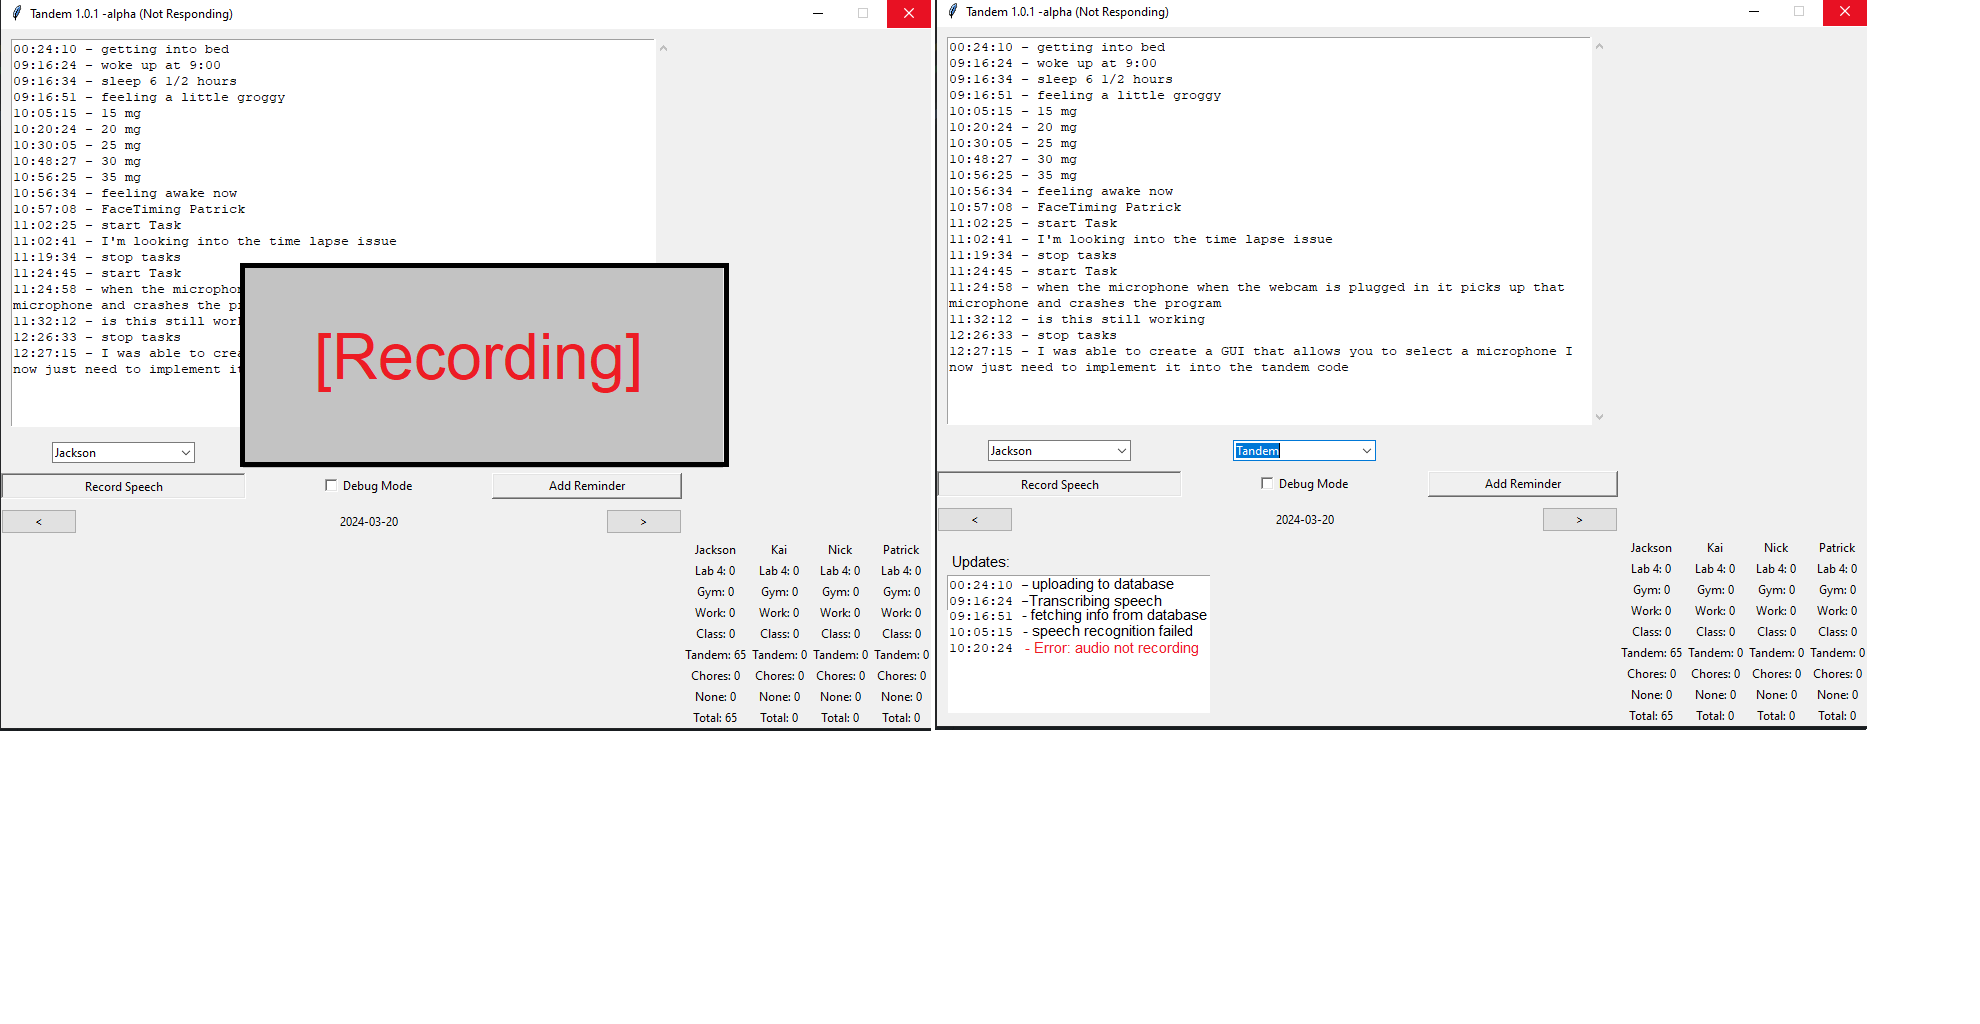 Tandem 1.0.1 -alpha (Not Responding)
00:24:10 - getting into bed
09:16:24 - woke up at 9:00
09:16:34 - sleep 6 1/2 hours
09:16:51 - feeling a little groggy
10:05:15 - 15 mg
10:20:24 - 20 mg
10:30:05 - 25 mg
10:48:27 - 30 mg
10:56:25 - 35 mg
10:56:34 - feeling awake now
10:57:08 - FaceTiming Patrick
11:02:25 - start Task
11:02:41 - I'm looking into the time lapse issue
11:19:34 - stop tasks
11:24:45 - start Task
11:24:58 - when the microphon
microphone and crashes the p
11:32:12 - is this still wor
12:26:33 - stop tasks
12:27:15 - I was able to crea
now just need to implement it
[Recording]
Jackson
Record Speech
Debug Mode
Add Reminder
<
2024-03-20
>
Jackson Kai Nick Patrick
Lab 4: 0 Lab 4: 0 Lab 4: 0 Lab 4: 0
Gym: 0 Gym: 0 Gym: 0 Gym: 0
Work: 0 Work: 0 Work: 0 Work: 0
Class: 0 Class: 0 Class: 0 Class: 0
Tandem: 65 Tandem: 0 Tandem: 0 Tandem: 0
Chores: 0 Chores: 0 Chores: 0 Chores: 0
None: 0 None: 0 None: 0 None: 0
Total: 65 Total: 0 Total: 0 Total: 0
Tandem 1.0.1 -alpha (Not Responding)
00:24:10 - getting into bed
09:16:24 - woke up at 9:00
09:16:34 - sleep 6 1/2 hours
09:16:51 - feeling a little groggy
10:05:15 - 15 mg
10:20:24 - 20 mg
10:30:05 - 25 mg
10:48:27 - 30 mg
10:56:25 - 35 mg
10:56:34 - feeling awake now
10:57:08 - FaceTiming Patrick
11:02:25 - start Task
11:02:41 - I'm looking into the time lapse issue
11:19:34 - stop tasks
11:24:45 - start Task
11:24:58 - when the microphone when the webcam is plugged in it picks up that
microphone and crashes the program
11:32:12 - is this still working
12:26:33 - stop tasks
12:27:15 - I was able to create a GUI that allows you to select a microphone I
now just need to implement it into the tandem code
Jackson
Tandem
Record Speech
Debug Mode
Add Reminder
<
2024-03-20
>
Updates:
00:24:10 - uploading to database
09:16:24 -Transcribing speech
09:16:51 - fetching info from database
10:05:15 - speech recognition failed
10:20:24 - Error: audio not recording
Jackson Kai Nick Patrick
Lab 4: 0 Lab 4: 0 Lab 4: 0 Lab 4: 0
Gym: 0 Gym: 0 Gym: 0 Gym: 0
Work: 0 Work: 0 Work: 0 Work: 0
Class: 0 Class: 0 Class: 0 Class: 0
Tandem: 65 Tandem: 0 Tandem: 0 Tandem: 0
Chores: 0 Chores: 0 Chores: 0 Chores: 0
None: 0 None: 0 None: 0 None: 0
Total: 65 Total: 0 Total: 0 Total: 0